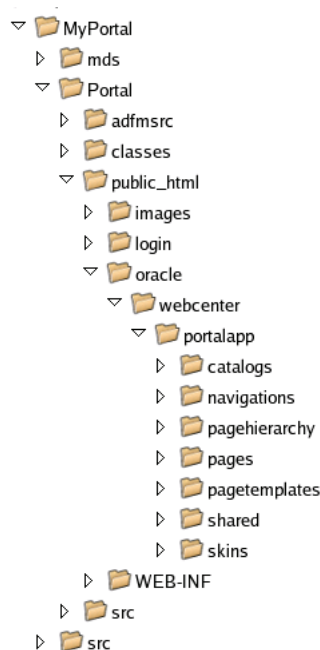 MyPortal
mds
Portal
adfmsrc
classes
public_html
images
login
oracle
webcenter
portalapp
catalogs
navigations
pagehierarchy
pages
pagetemplates
shared
skins
WEB-INF
src
src